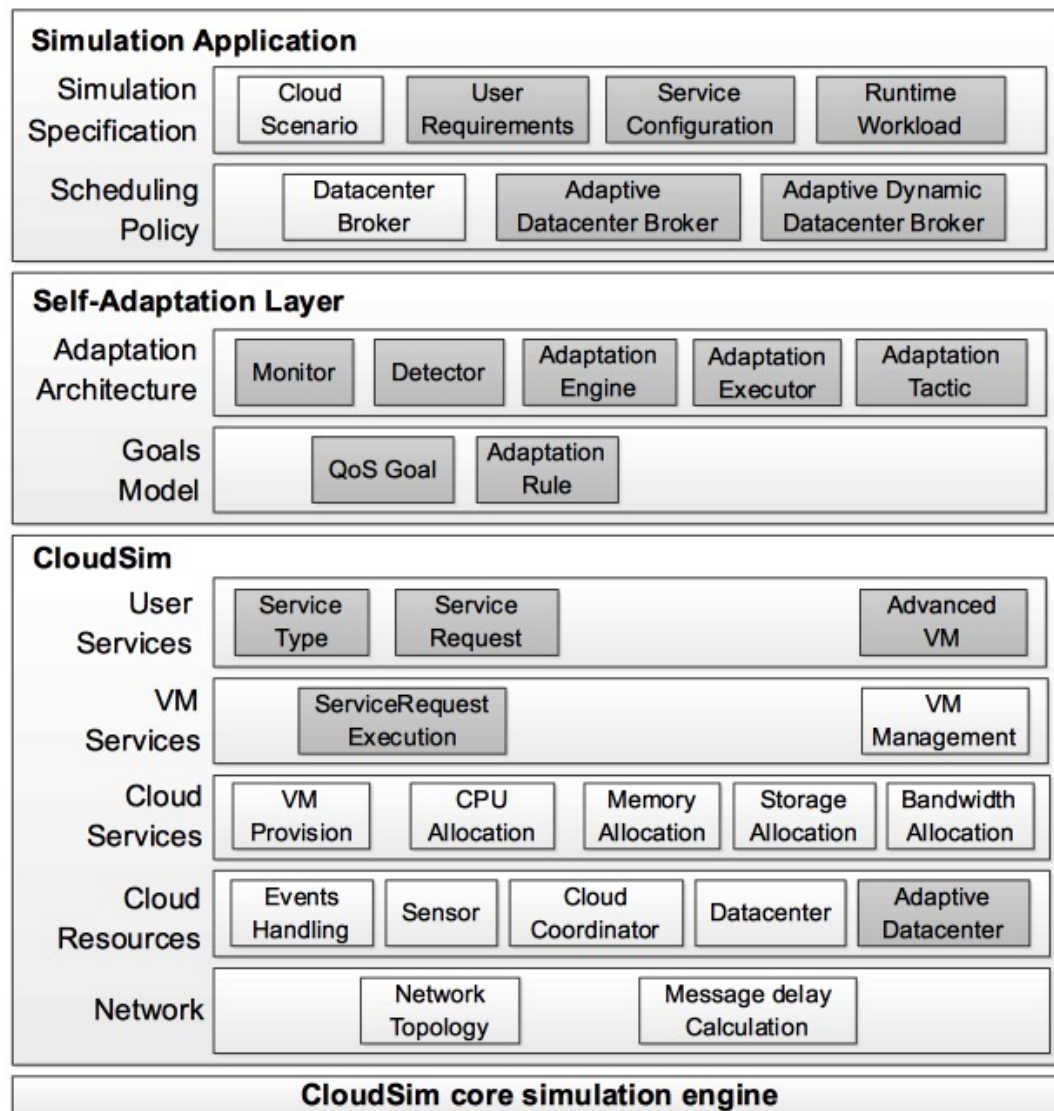 Simulation Application
Simulation
Specification
Cloud
Scenario
User
Requirements
Service
Configuration
Runtime
Workload
Scheduling
Policy
Datacenter
Broker
Adaptive
Datacenter Broker
Adaptive Dynamic
Datacenter Broker
Self-Adaptation Layer
Adaptation
Architecture
Monitor
Detector
Adaptation
Engine
Adaptation
Executor
Adaptation
Tactic
Goals
Model
QoS Goal
Adaptation
Rule
CloudSim
User
Services
Service
Type
Service
Request
Advanced
VM
VM
Services
ServiceRequest
Execution
VM
Management
Cloud
Services
VM
Provision
CPU
Allocation
Memory
Allocation
Storage
Allocation
Bandwidth
Allocation
Cloud
Resources
Events
Handling
Sensor
Cloud
Coordinator
Datacenter
Adaptive
Datacenter
Network
Network
Topology
Message delay
Calculation
CloudSim core simulation engine